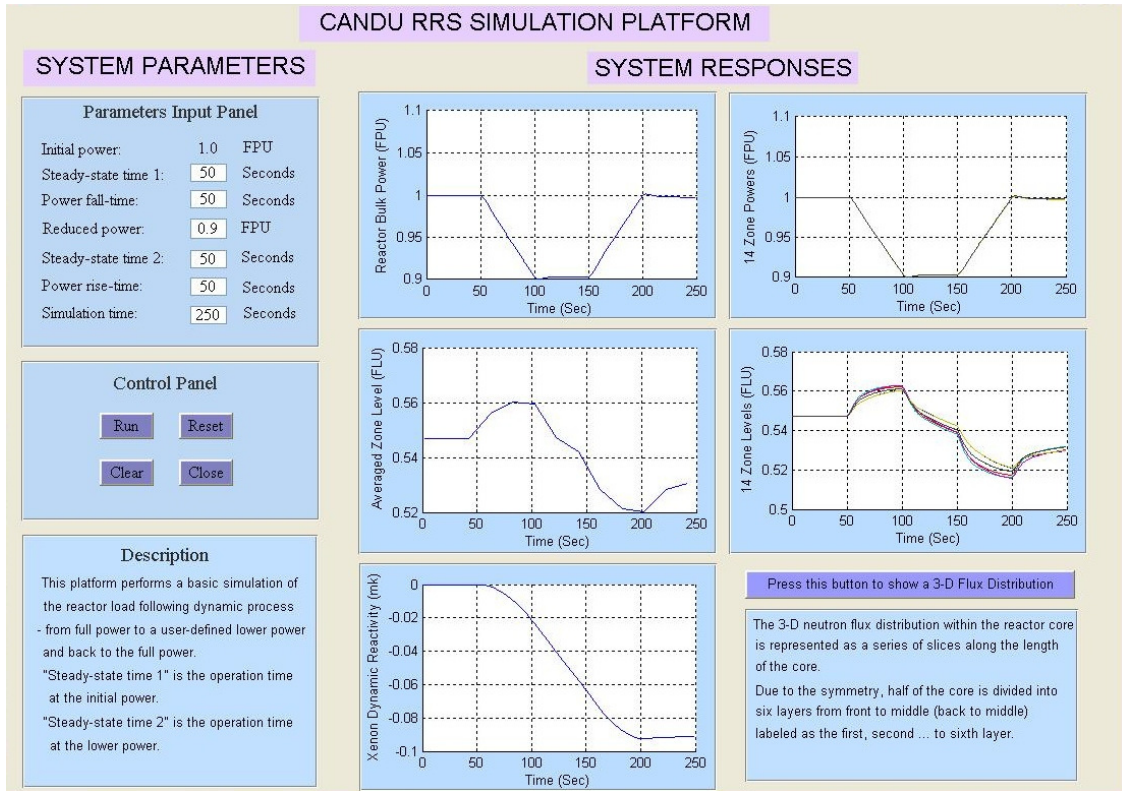 CANDU RRS SIMULATION PLATFORM
SYSTEM PARAMETERS
SYSTEM RESPONSES
Parameters Input Panel
Initial power: 1.0 FPU
Steady-state time 1: 50 Seconds
Power fall-time: 50 Seconds
Reduced power: 0.9 FPU
Steady-state time 2: 50 Seconds
Power rise-time: 50 Seconds
Simulation time: 250 Seconds
Control Panel
Run Reset
Clear Close
Description
This platform performs a basic simulation of
the reactor load following dynamic process
- from full power to a user-defined lower power
and back to the full power.
"Steady-state time 1" is the operation time
at the initial power.
"Steady-state time 2" is the operation time
at the lower power.
Reactor Bulk Power (FPU)
1.1
1.05
1
0.95
0.9
0 50 100 150 200 250
Time (Sec)
14 Zone Powers (FPU)
1.1
1.05
1
0.95
0.9
0 50 100 150 200 250
Time (Sec)
Averaged Zone Level (FLU)
0.58
0.56
0.54
0.52
0 50 100 150 200 250
Time (Sec)
14 Zone Levels (FLU)
0.58
0.56
0.54
0.52
0.5
0 50 100 150 200 250
Time (Sec)
Xenon Dynamic Reactivity (mk)
0
-0.02
-0.04
-0.06
-0.08
-0.1
0 50 100 150 200 250
Time (Sec)
Press this button to show a 3-D Flux Distribution
The 3-D neutron flux distribution within the reactor core
is represented as a series of slices along the length
of the core.
Due to the symmetry, half of the core is divided into
six layers from front to middle (back to middle)
labeled as the first, second ... to sixth layer.